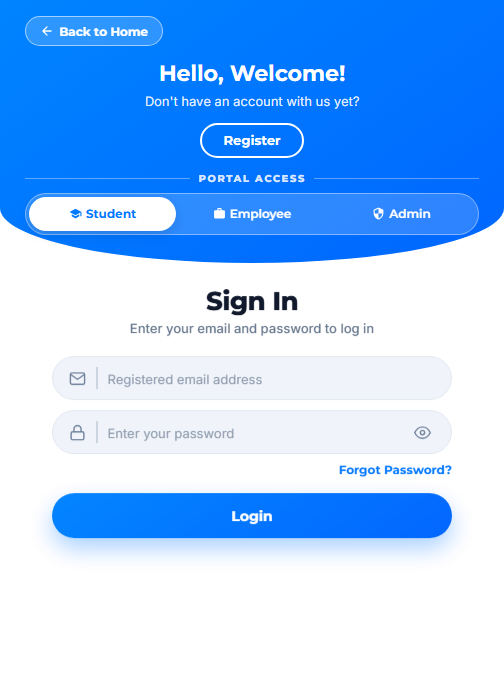 Back to Home
Hello, Welcome!
Don't have an account with us yet?
Register
PORTAL ACCESS
Student
Employee
Admin
Sign In
Enter your email and password to log in
Registered email address
Enter your password
Forgot Password?
Login